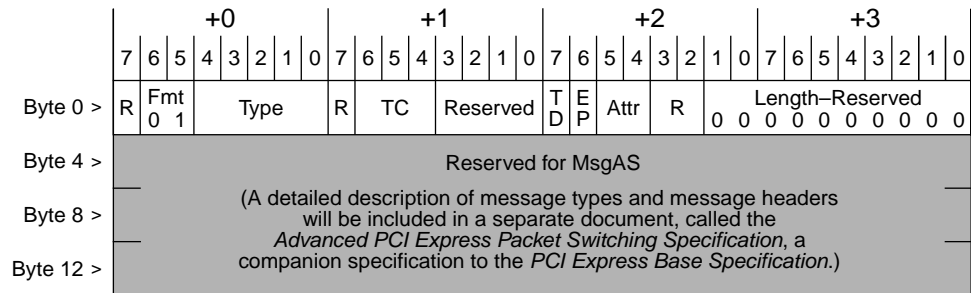 +0 +1 +2 +3
7 6 5 4 3 2 1 0 7 6 5 4 3 2 1 0 7 6 5 4 3 2 1 0 7 6 5 4 3 2 1 0
Byte 0 > R Fmt 0 1 Type R TC Reserved TD EP Attr R Length–Reserved
0 0 0 0 0 0 0 0 0 0
Byte 4 > Reserved for MsgAS
(A detailed description of message types and message headers
Byte 8 > will be included in a separate document, called the
Advanced PCI Express Packet Switching Specification, a
companion specification to the PCI Express Base Specification.)
Byte 12 >